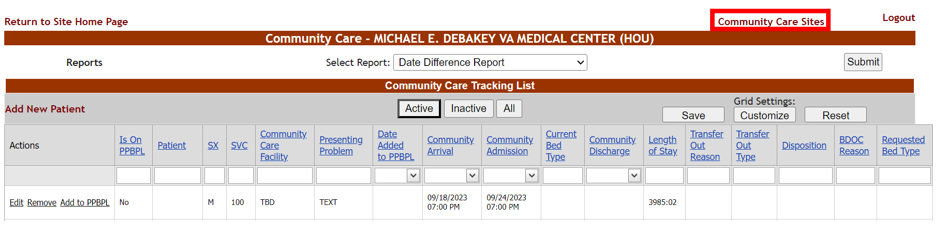 Return to Site Home Page Community Care Sites Logout
Community Care - MICHAEL E. DEBAKEY VA MEDICAL CENTER (HOU)
Reports Select Report: Date Difference Report Submit
Community Care Tracking List
Add New Patient Active Inactive All Save Grid Settings: Customize Reset
Actions
Is On PPBPL
Patient
SX
SVC
Community Care Facility
Presenting Problem
Date Added to PPBPL
Community Arrival
Community Admission
Current Bed Type
Community Discharge
Length of Stay
Transfer Out Reason
Transfer Out Type
Disposition
BDOC Reason
Requested Bed Type
Edit Remove Add to PPBPL No M 100 TBD TEXT 09/18/2023 07:00 PM 09/24/2023 07:00 PM 3985:02